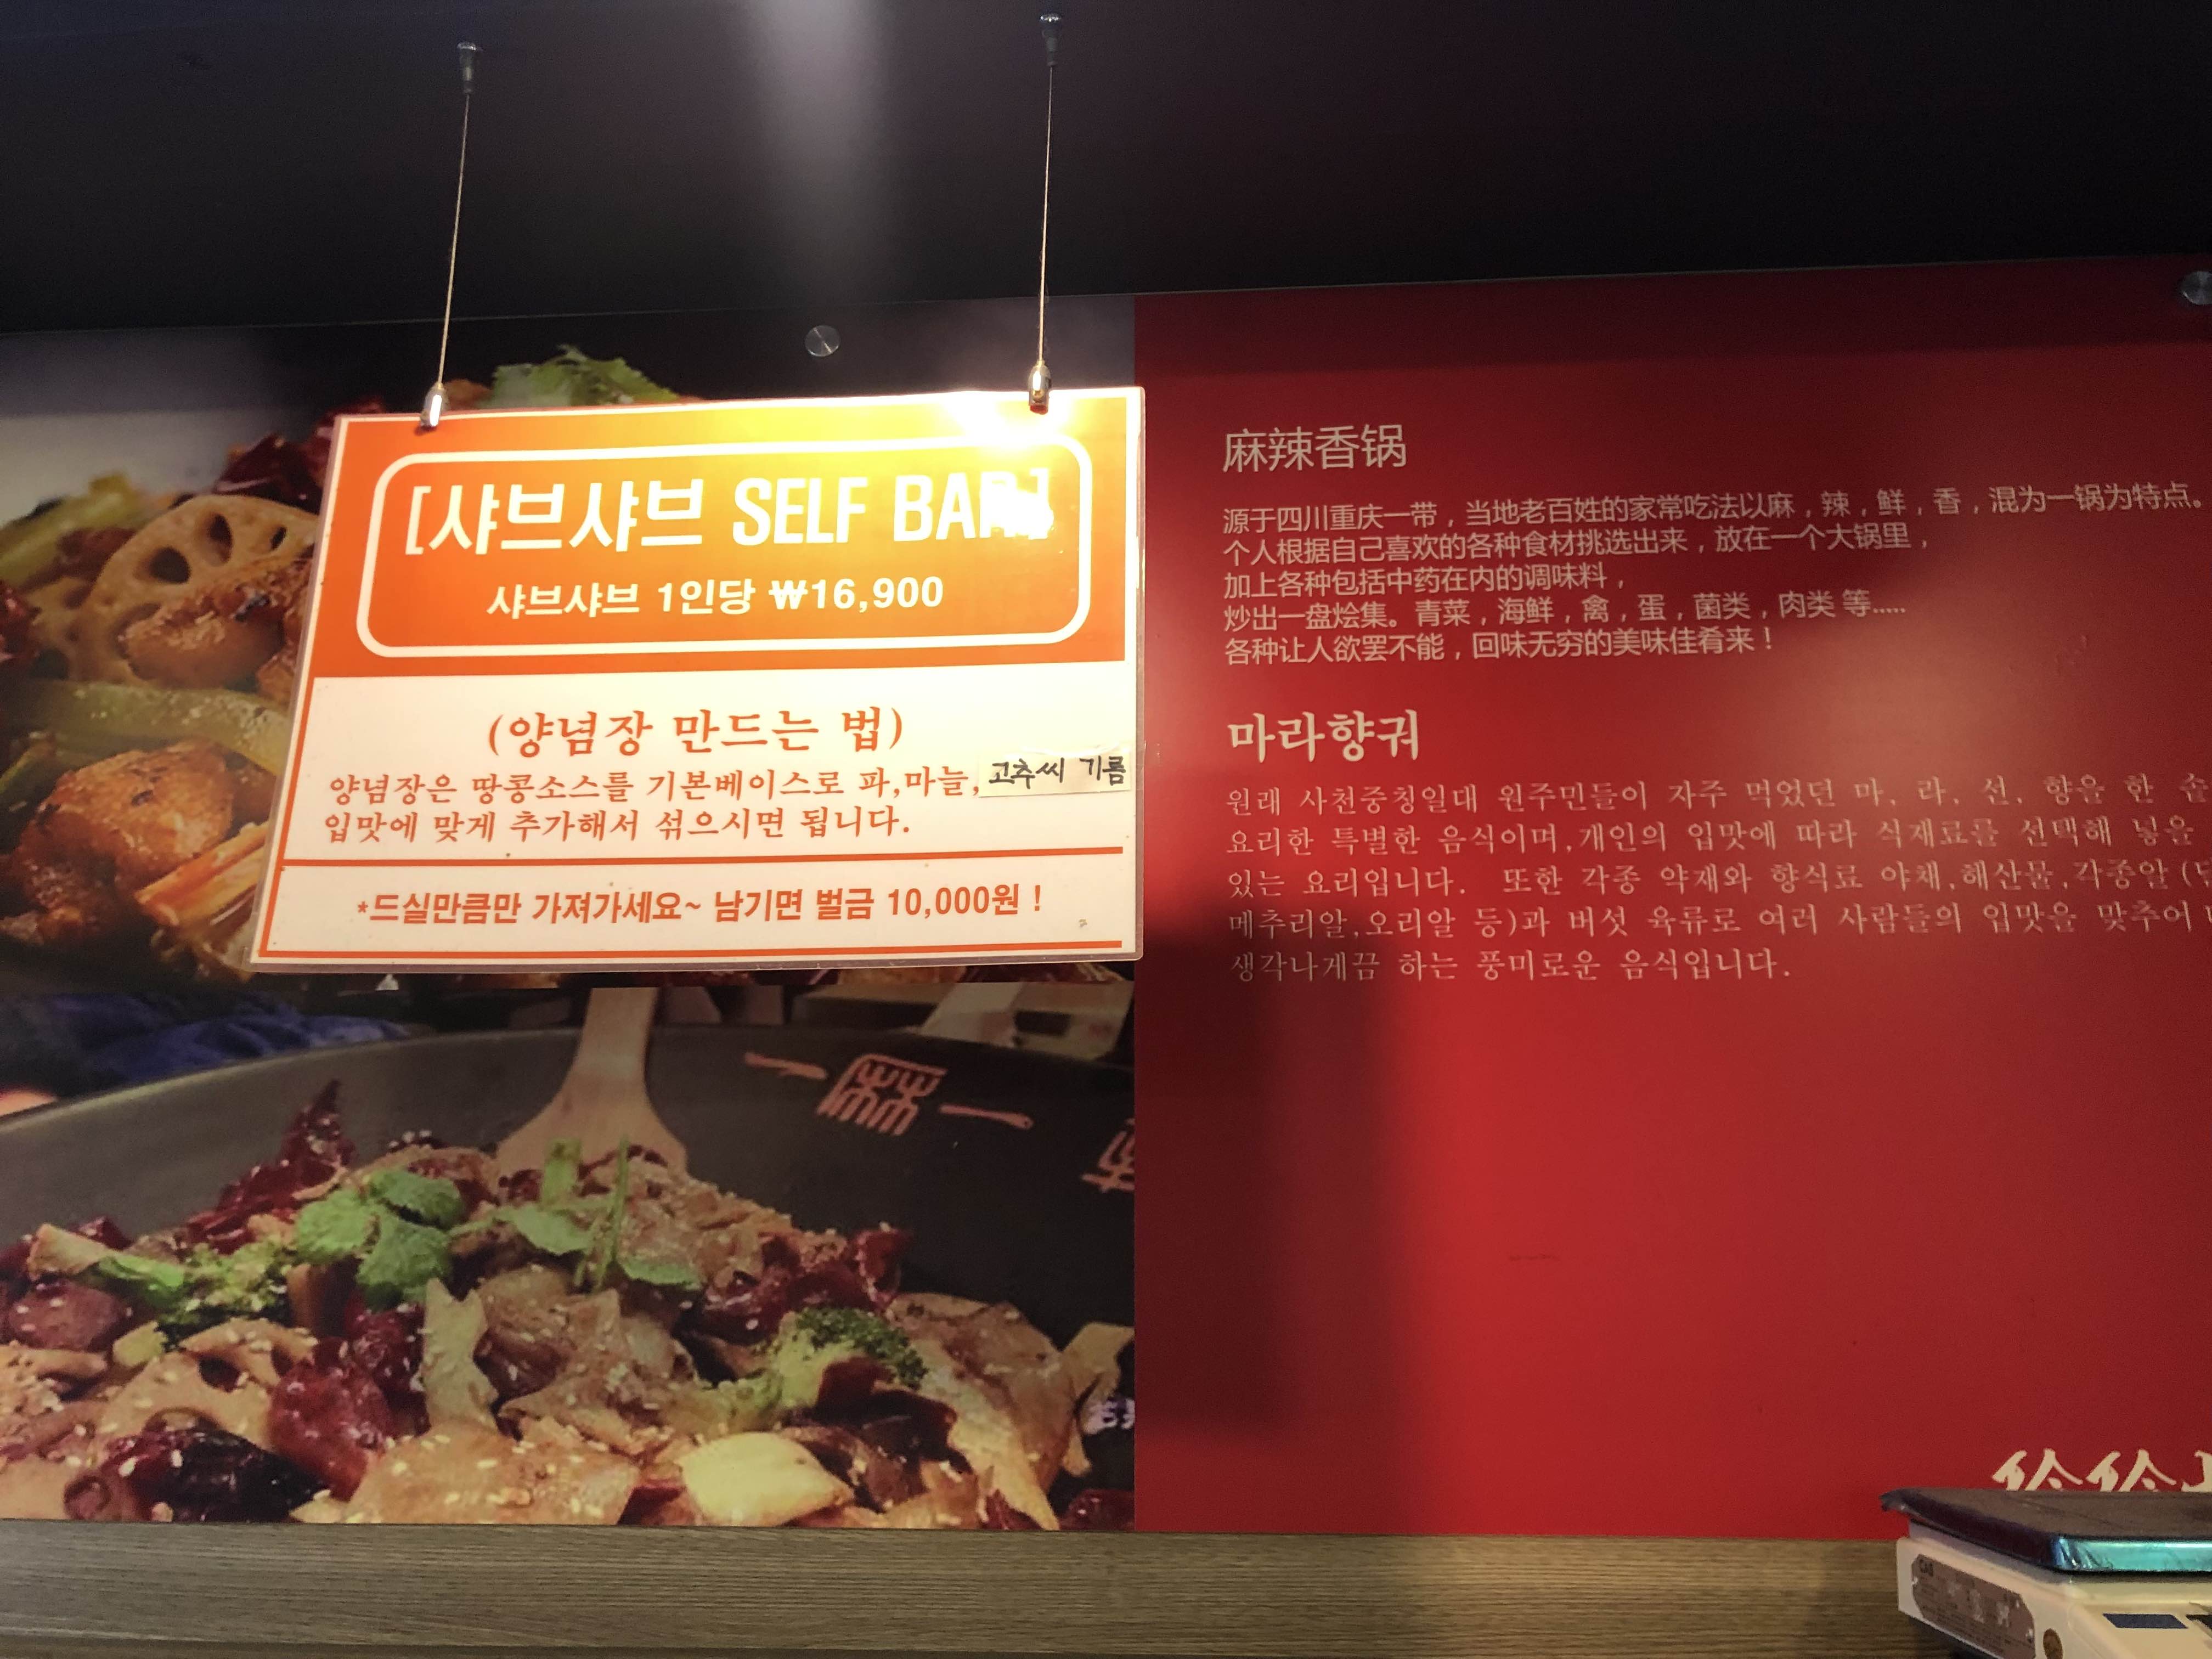 [샤브샤브 SELF BAR]
샤브샤브 1인당 ₩16,900
(양념장 만드는 법)
양념장은 땅콩소스를 기본베이스로 파,마늘, 고추씨 기름
입맛에 맞게 추가해서 섞으시면 됩니다.
*드실만큼만 가져가세요~ 남기면 벌금 10,000원 !
麻辣香锅
源于四川重庆一带，当地老百姓的家常吃法以麻，辣，鲜，香，混为一锅为特点。
个人根据自己喜欢的各种食材挑选出来，放在一个大锅里，
加上各种包括中药在内的调味料，
炒出一盘烩集。青菜，海鲜，禽，蛋，菌类，肉类 等.....
各种让人欲罢不能，回味无穷的美味佳肴来！
마라향궈
원래 사천중칭일대 원주민들이 자주 먹었던 마, 라, 선, 향을 한 솥
요리한 특별한 음식이며,개인의 입맛에 따라 식재료를 선택해 넣을
있는 요리입니다. 또한 각종 약재와 향식료 야채,해산물,각종알
메추리알,오리알 등)과 버섯 육류로 여러 사람들의 입맛을 맞추어
생각나게끔 하는 풍미로운 음식입니다.
一麻一
CAS